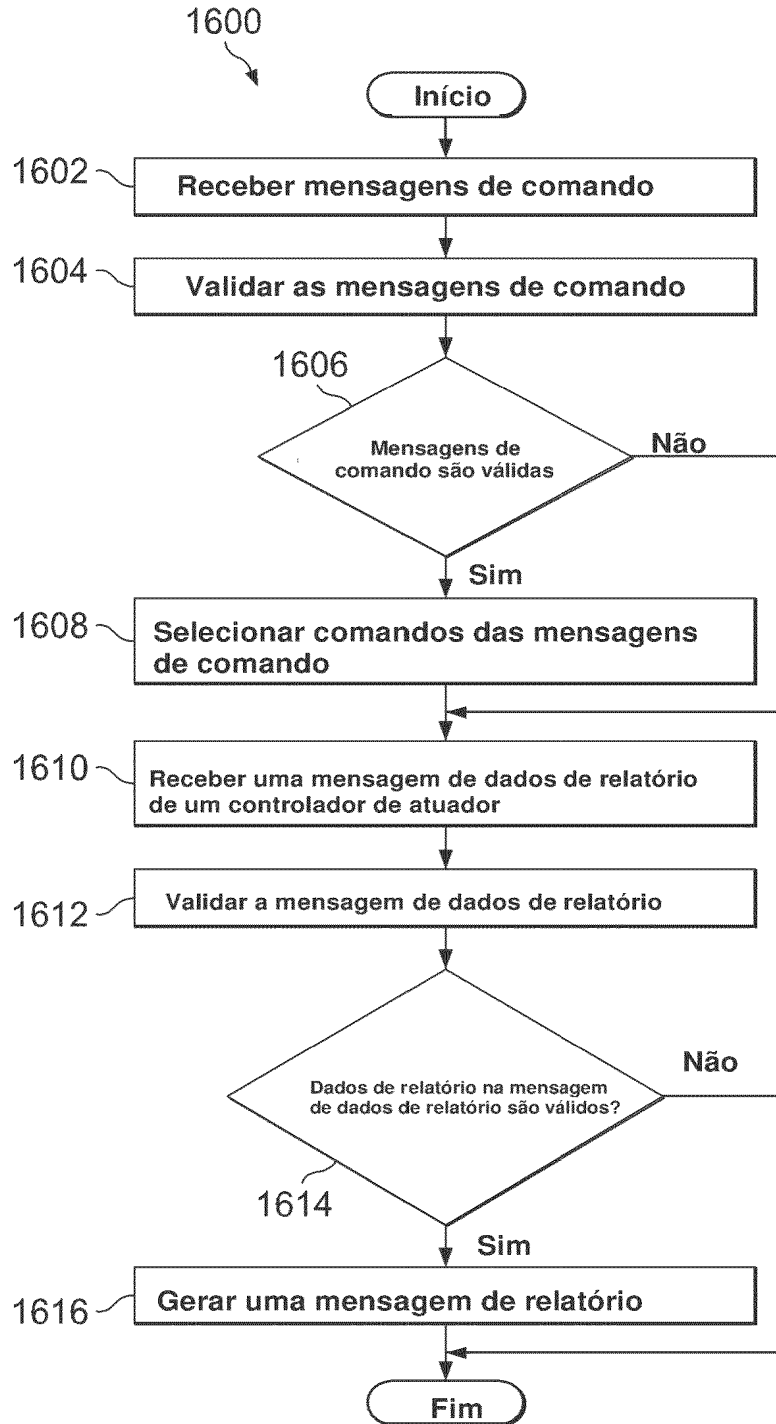 1600
Início
1602
Receber mensagens de comando
1604
Validar as mensagens de comando
1606
Mensagens de
comando são válidas
Não
Sim
1608
Selecionar comandos das mensagens
de comando
1610
Receber uma mensagem de dados de relatório
de um controlador de atuador
1612
Validar a mensagem de dados de relatório
Dados de relatório na mensagem
de dados de relatório são válidos?
Não
1614
Sim
1616
Gerar uma mensagem de relatório
Fim